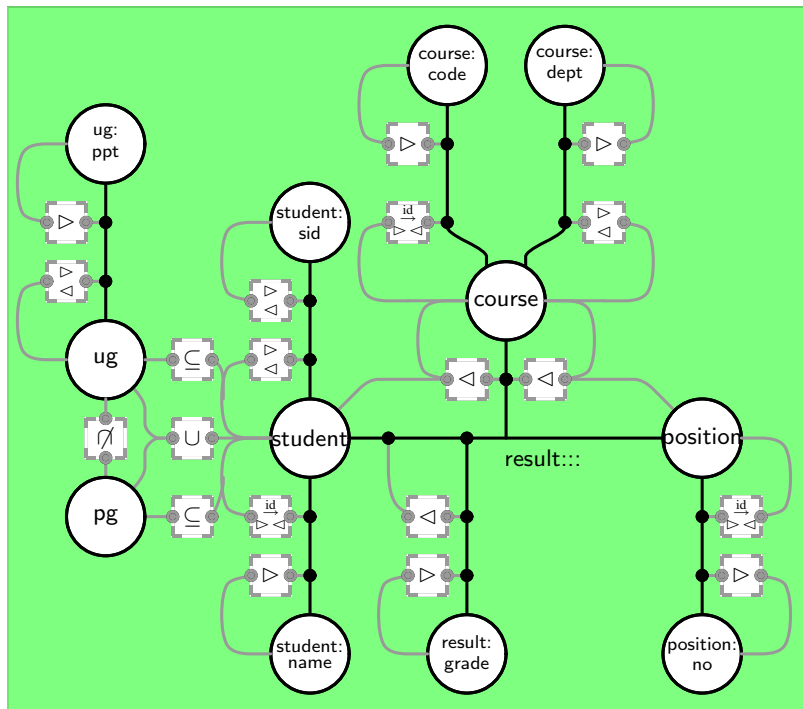 course:
code
course:
dept
ug:
ppt
▷
▷
student:
sid
▷
id
→
▷ ◁
▷
◁
▷
◁
▷
◁
course
ug
⊆
▷
◁
◁
◁
student
position
∩̸
∪
result:::
pg
⊆
id
→
▷ ◁
◁
id
→
▷ ◁
▷
▷
▷
student:
name
result:
grade
position:
no